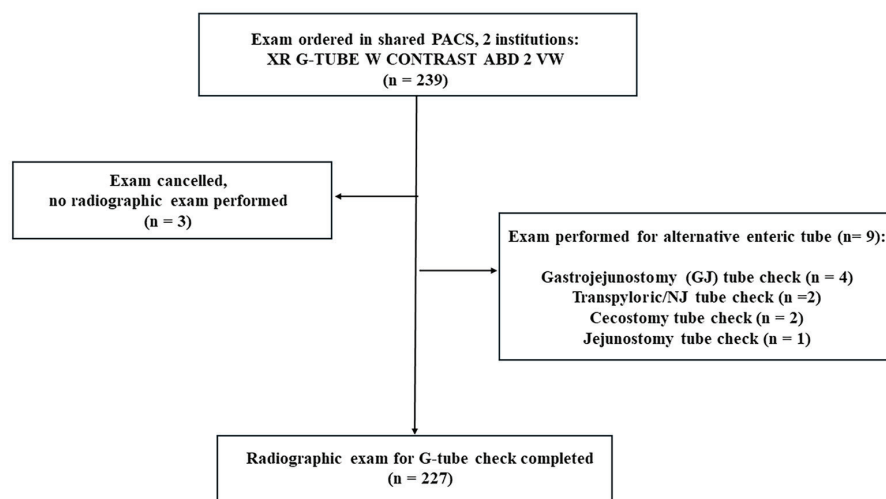 Exam ordered in shared PACS, 2 institutions:
XR G-TUBE W CONTRAST ABD 2 VW
(n = 239)
Exam cancelled,
no radiographic exam performed
(n = 3)
Exam performed for alternative enteric tube (n= 9):
Gastrojejunostomy (GJ) tube check (n = 4)
Transpyloric/NJ tube check (n =2)
Cecostomy tube check (n = 2)
Jejunostomy tube check (n = 1)
Radiographic exam for G-tube check completed
(n = 227)